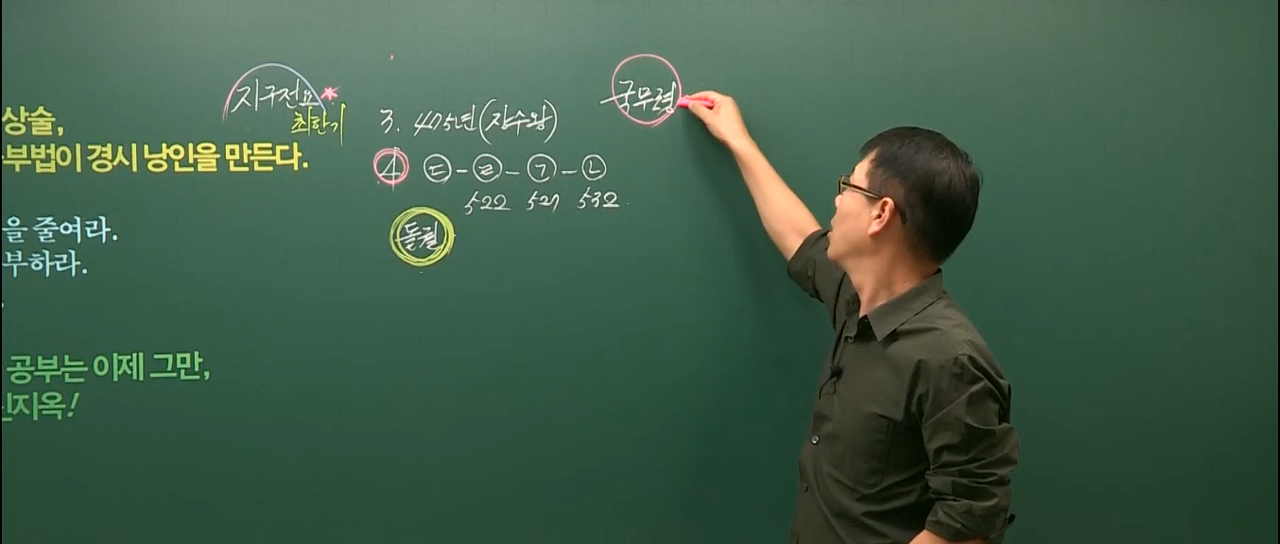 상술,
부법이 경시 낭인을 만든다.
을 줄여라.
부하라.
공부는 이제 그만,
지옥!
지구전요
최한기
3. 475년(장수왕)
4 ㄷ - ㄹ - ㄱ - ㄴ
522 527 532
돌궐
국무령